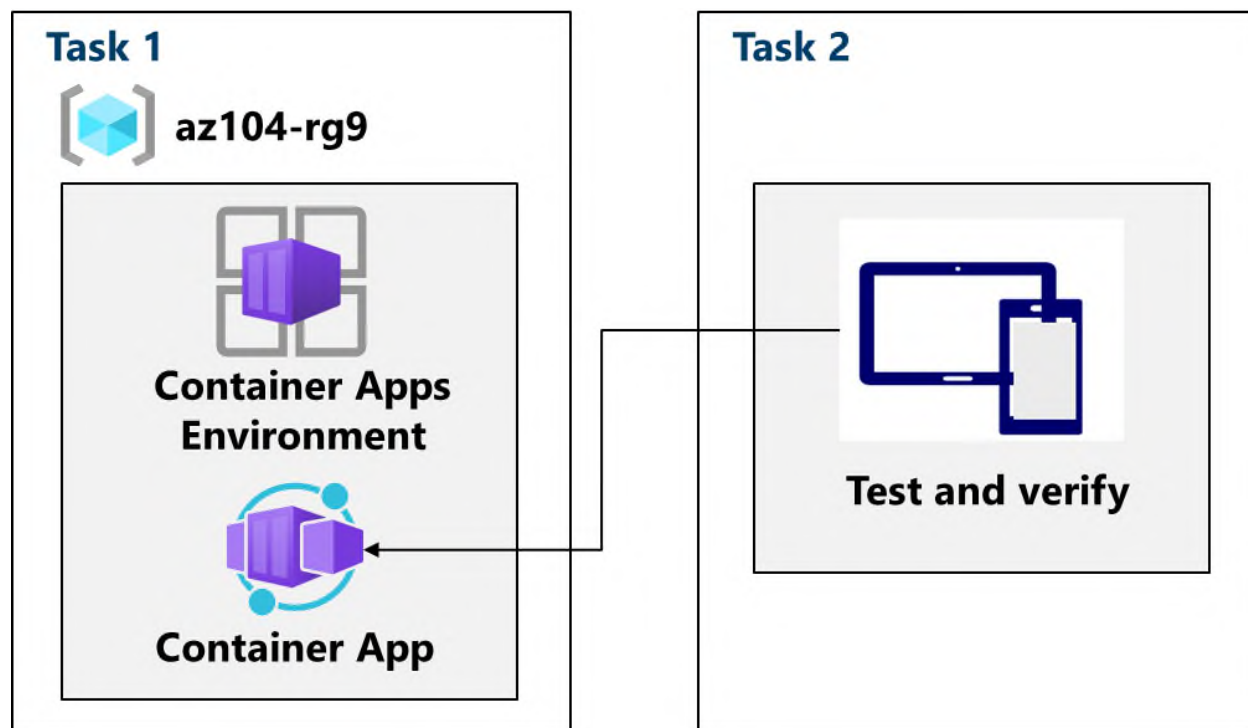 Task 1
az104-rg9
Container Apps
Environment
Container App
Task 2
Test and verify